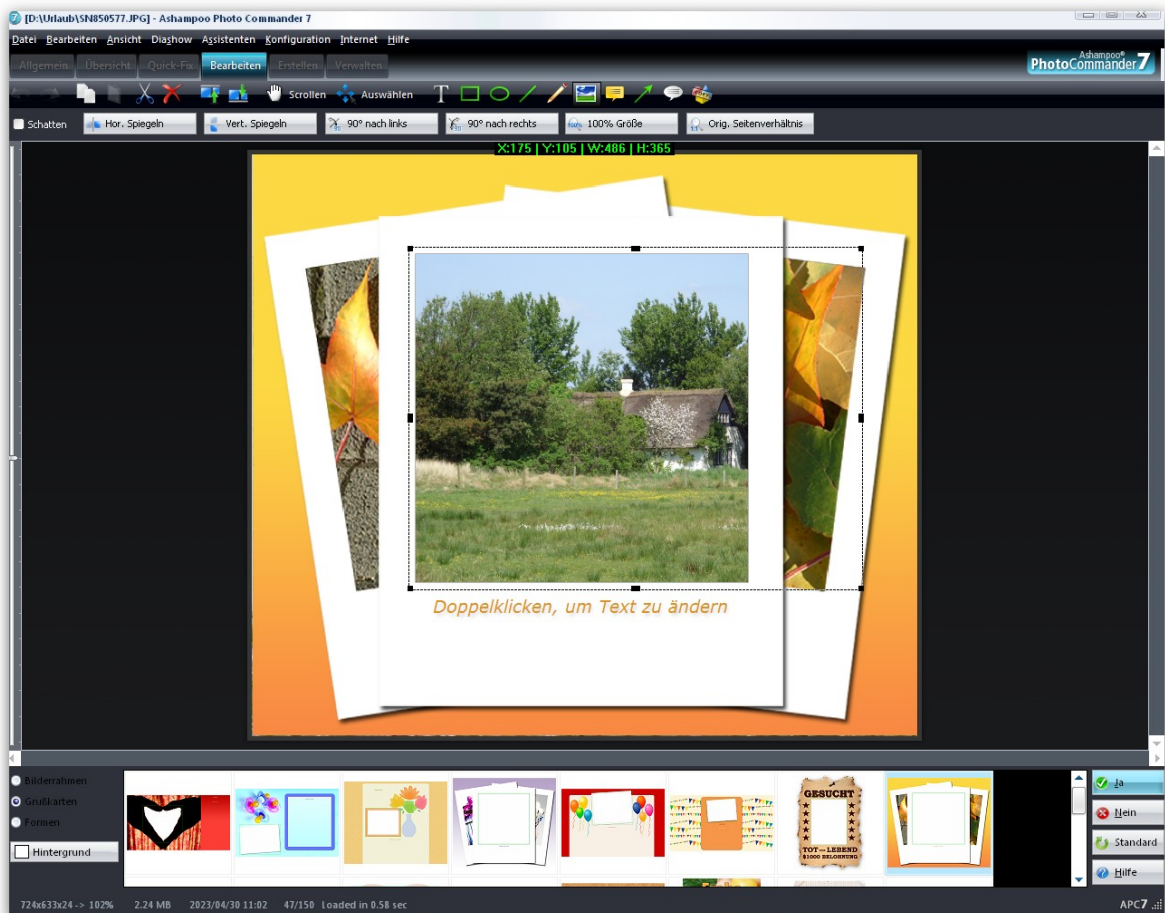 [D:\Urlaub\SN850577.JPG] - Ashampoo Photo Commander 7
Datei Bearbeiten Ansicht Diashow Assistenten Konfiguration Internet Hilfe
Allgemein Übersicht Quick-Fix Bearbeiten Erstellen Verwalten
Ashampoo®
PhotoCommander 7
Scrollen Auswählen T
Schatten Hor. Spiegeln Vert. Spiegeln 90° nach links 90° nach rechts 100% Größe Orig. Seitenverhältnis
X:175 | Y:105 | W:486 | H:365
Doppelklicken, um Text zu ändern
Bilderrahmen
Grußkarten
Formen
Hintergrund
GESUCHT
TOT--LEBEND
$1000 BELOHNUNG
Ja
Nein
Standard
Hilfe
724x633x24 -> 102% 2.24 MB 2023/04/30 11:02 47/150 Loaded in 0.58 sec
APC7